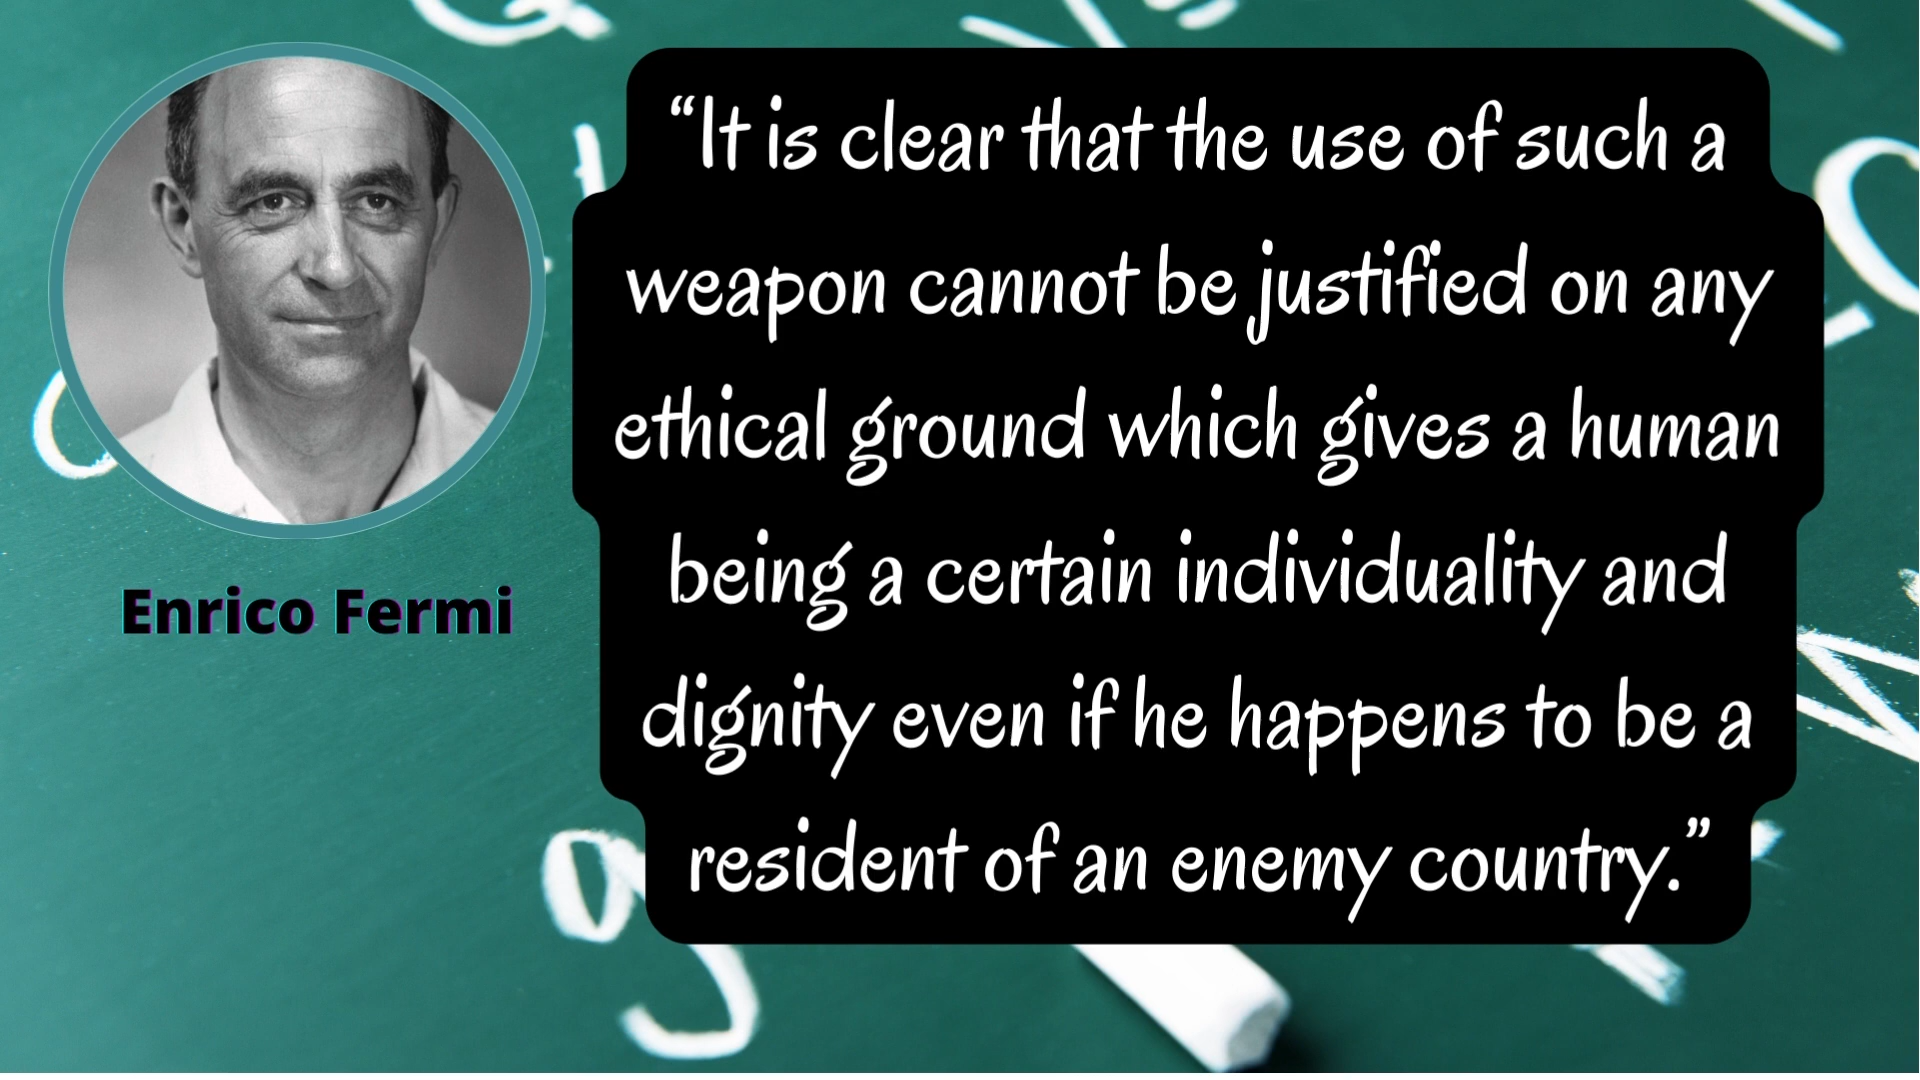 Enrico Fermi
“It is clear that the use of such a
weapon cannot be justified on any
ethical ground which gives a human
being a certain individuality and
dignity even if he happens to be a
resident of an enemy country.”